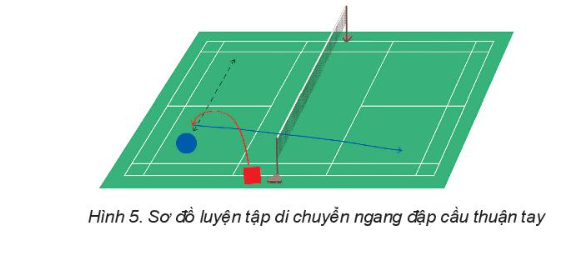 Hình 5. Sơ đồ luyện tập di chuyển ngang đập cầu thuận tay